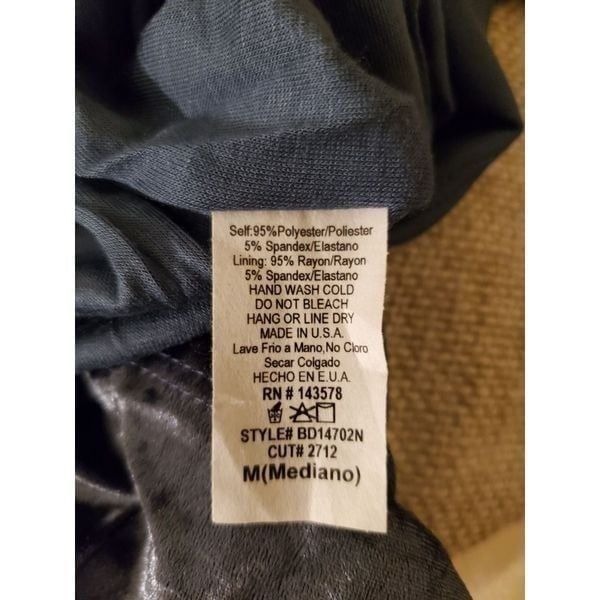 Self:95%Polyester/Poliester
5% Spandex/Elastano
Lining: 95% Rayon/Rayon
5% Spandex/Elastano
HAND WASH COLD
DO NOT BLEACH
HANG OR LINE DRY
MADE IN U.S.A.
Lave Frio a Mano,No Cloro
Secar Colgado
HECHO EN E.U.A.
RN # 143578
STYLE# BD14702N
CUT# 2712
M(Mediano)